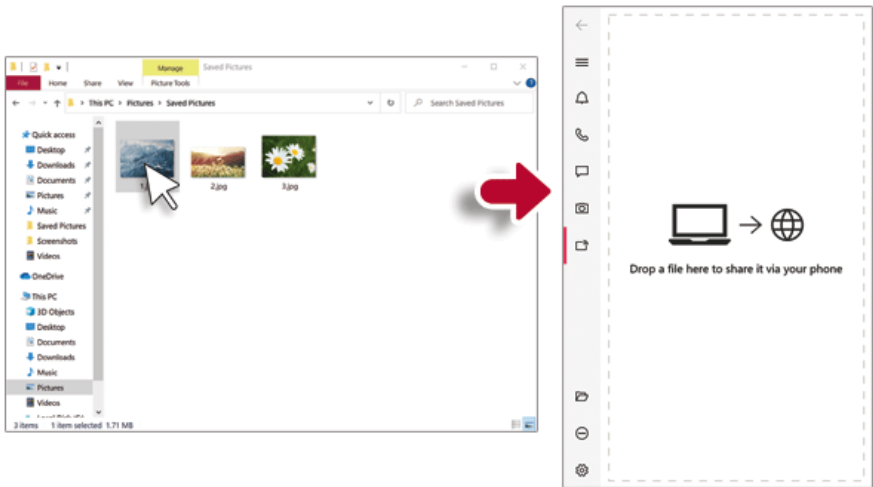 Manage Saved Pictures
File Home Share View Picture Tools
This PC > Pictures > Saved Pictures
Search Saved Pictures
Quick access
Desktop
Downloads
Documents
Pictures
Music
Saved Pictures
Screenshots
Videos
OneDrive
This PC
3D Objects
Desktop
Documents
Downloads
Music
Pictures
Videos
2.jpg
3.jpg
3 items 1 item selected 1.71 MB
Drop a file here to share it via your phone